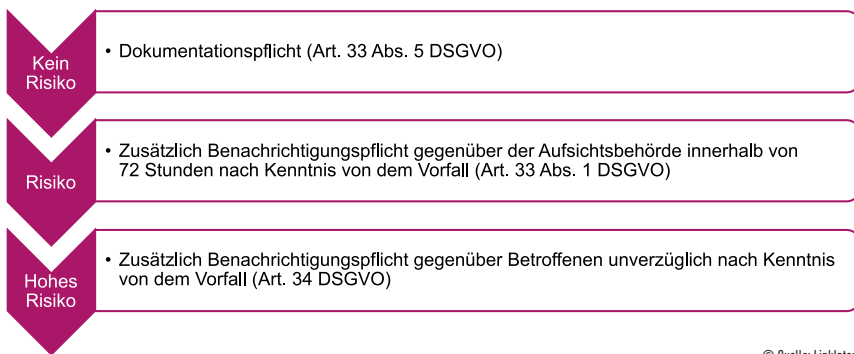 Kein
Risiko
• Dokumentationspflicht (Art. 33 Abs. 5 DSGVO)
Risiko
• Zusätzlich Benachrichtigungspflicht gegenüber der Aufsichtsbehörde innerhalb von
72 Stunden nach Kenntnis von dem Vorfall (Art. 33 Abs. 1 DSGVO)
Hohes
Risiko
• Zusätzlich Benachrichtigungspflicht gegenüber Betroffenen unverzüglich nach Kenntnis
von dem Vorfall (Art. 34 DSGVO)